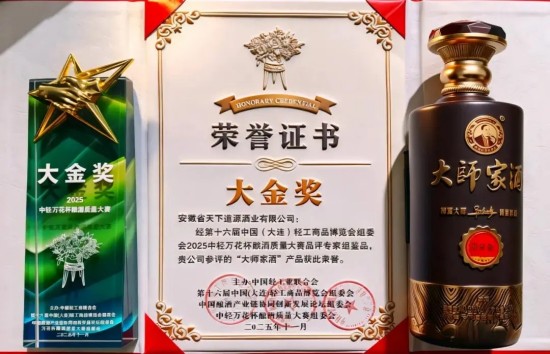 大金奖
2025
中轻万花杯酿酒质量大赛
HONORARY CREDENTIAL
荣誉证书
大金奖
安徽省天下道源酒业有限公司：
经第十六届中国（大连）轻工商品博览会组委
会2025中轻万花杯酿酒质量大赛品评专家组鉴品，
贵公司参评的“大师家酒”产品获此柬荣。
主办：中国轻工业联合会
第十六届中国(大连)轻工商品博览会组委会
中国酿酒产业链协同创新发展论坛组委会
中轻万花杯酿酒质量大赛组委会
二〇二五年十一月
大師家酒